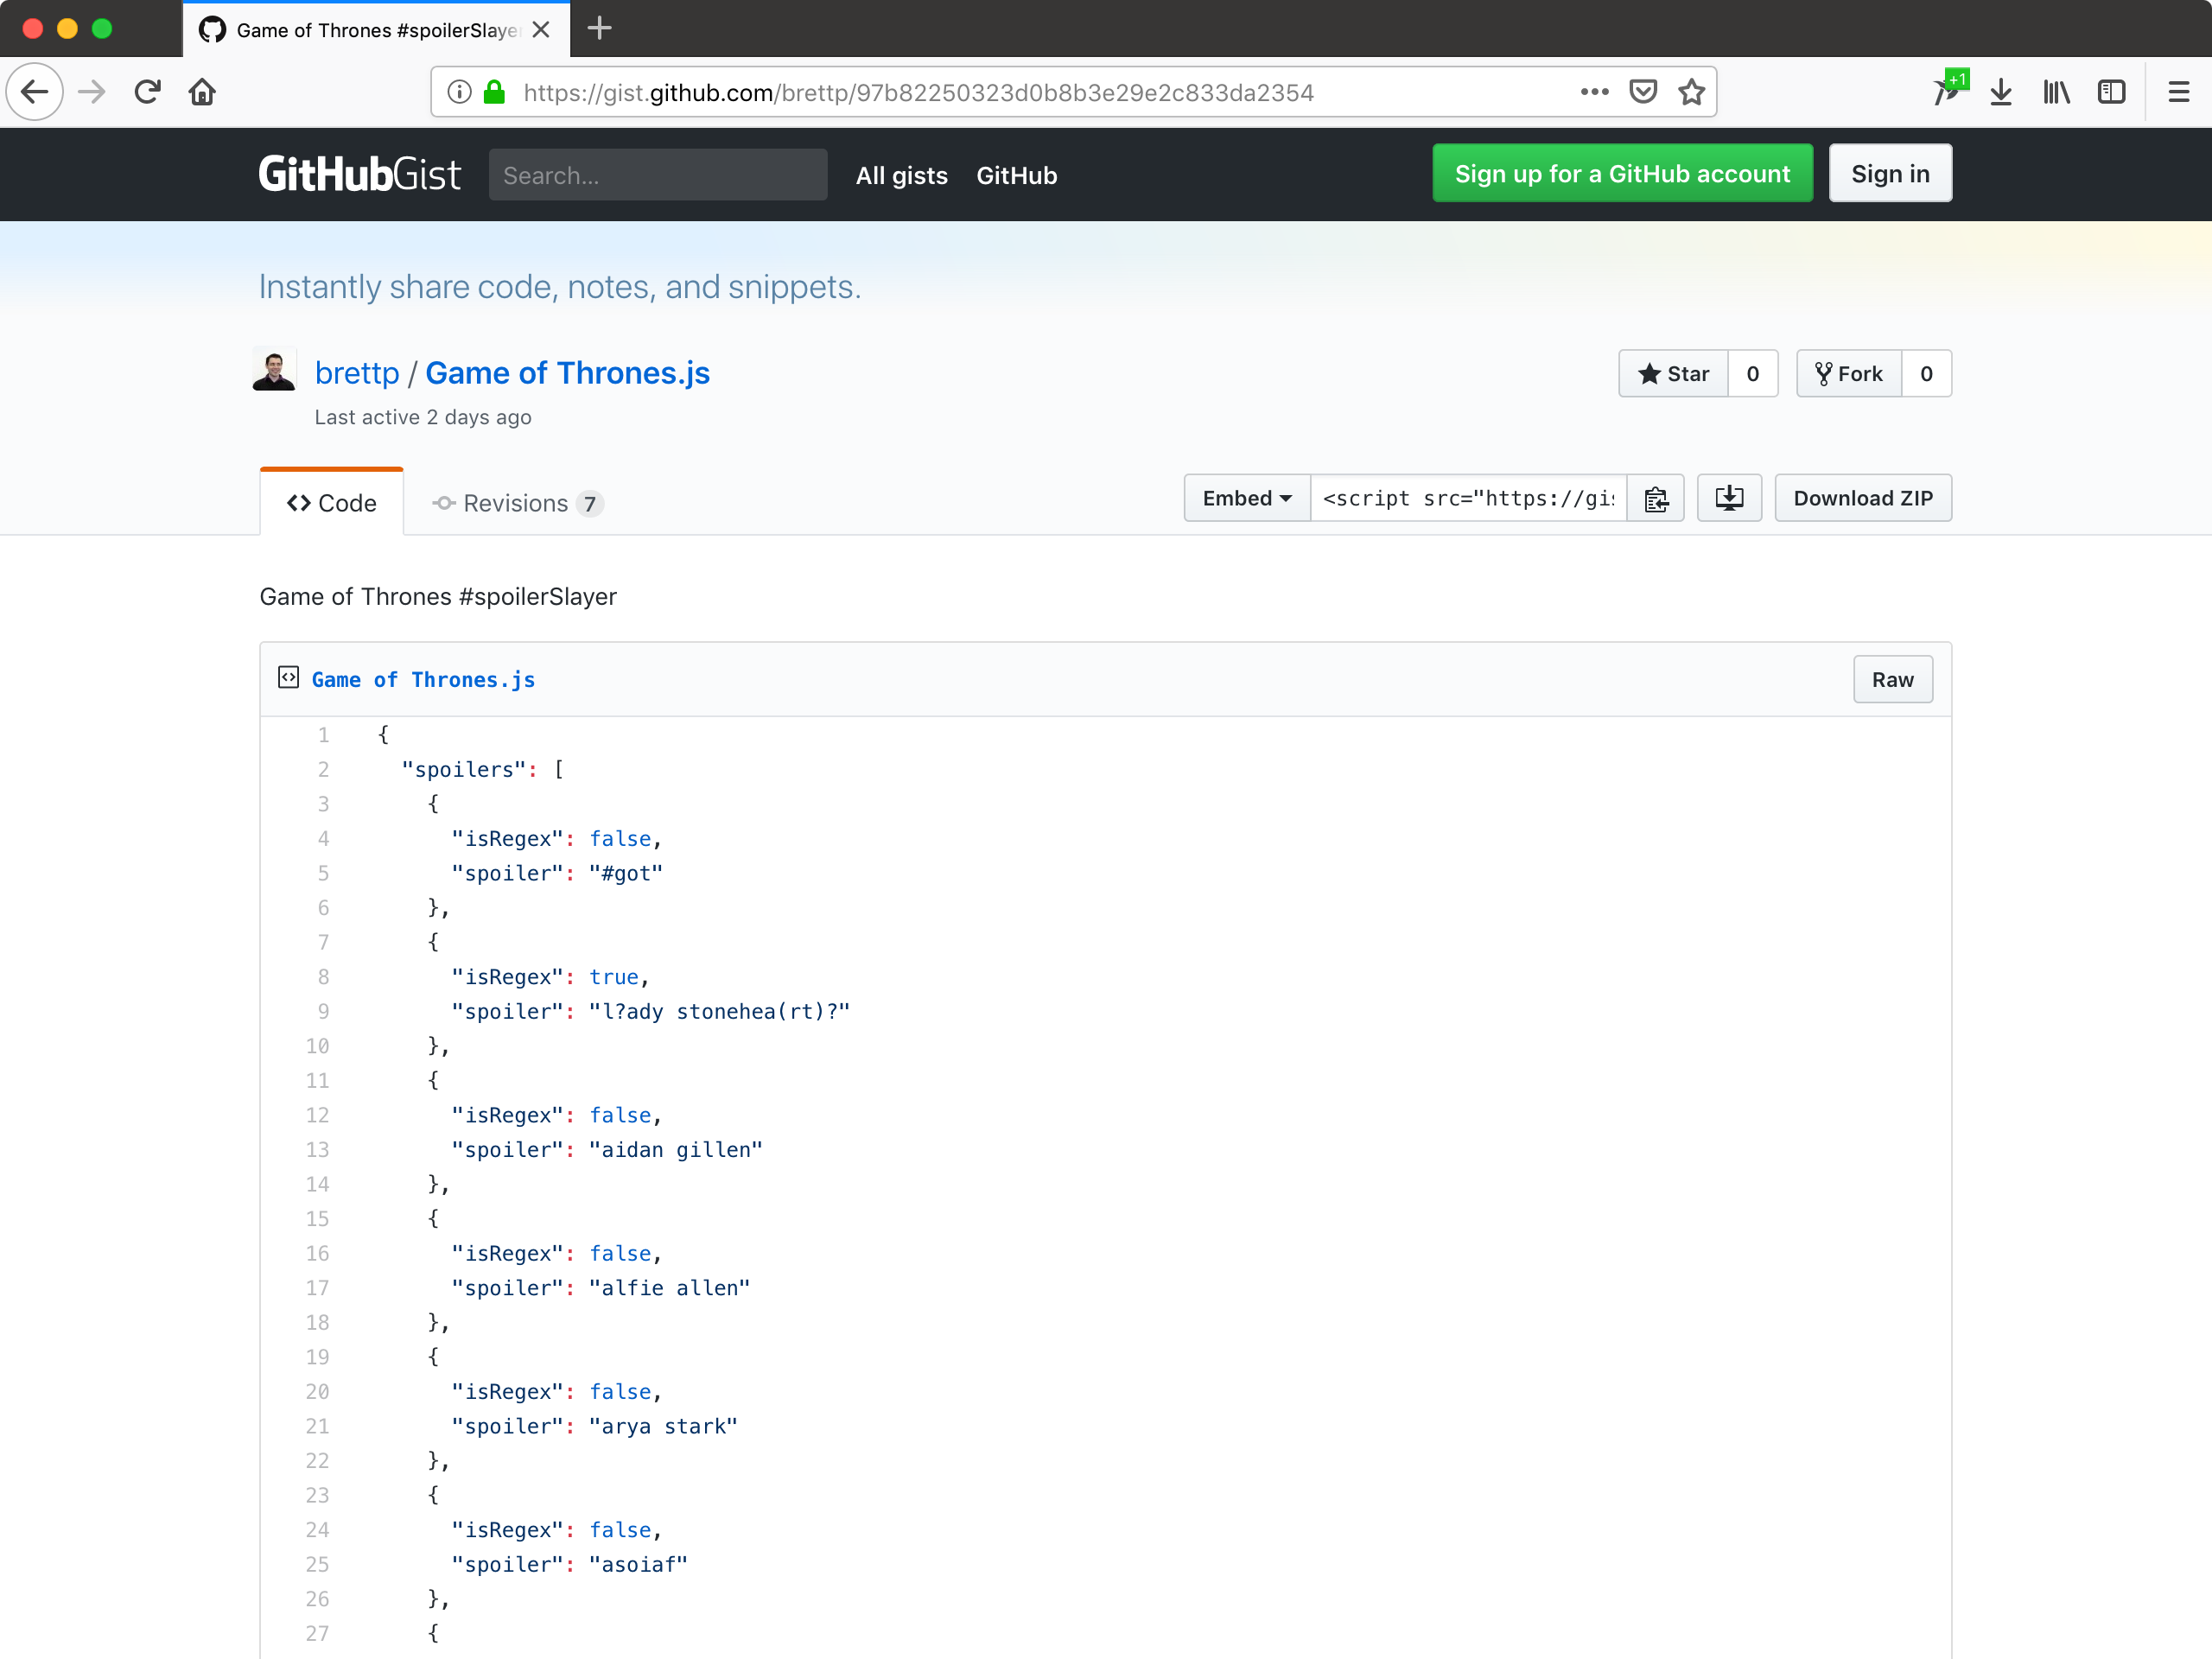 Game of Thrones #spoilerSlaye
+1
https://gist.github.com/brettp/97b82250323d0b8b3e29e2c833da2354
GitHubGist Search... All gists GitHub Sign up for a GitHub account Sign in
Instantly share code, notes, and snippets.
brettp / Game of Thrones.js Star 0 Fork 0
Last active 2 days ago
Code Revisions 7 Embed <script src="https://gis Download ZIP
Game of Thrones #spoilerSlayer
Game of Thrones.js Raw
1 {
2 "spoilers": [
3 {
4 "isRegex": false,
5 "spoiler": "#got"
6 },
7 {
8 "isRegex": true,
9 "spoiler": "l?ady stonehea(rt)?"
10 },
11 {
12 "isRegex": false,
13 "spoiler": "aidan gillen"
14 },
15 {
16 "isRegex": false,
17 "spoiler": "alfie allen"
18 },
19 {
20 "isRegex": false,
21 "spoiler": "arya stark"
22 },
23 {
24 "isRegex": false,
25 "spoiler": "asoiaf"
26 },
27 {